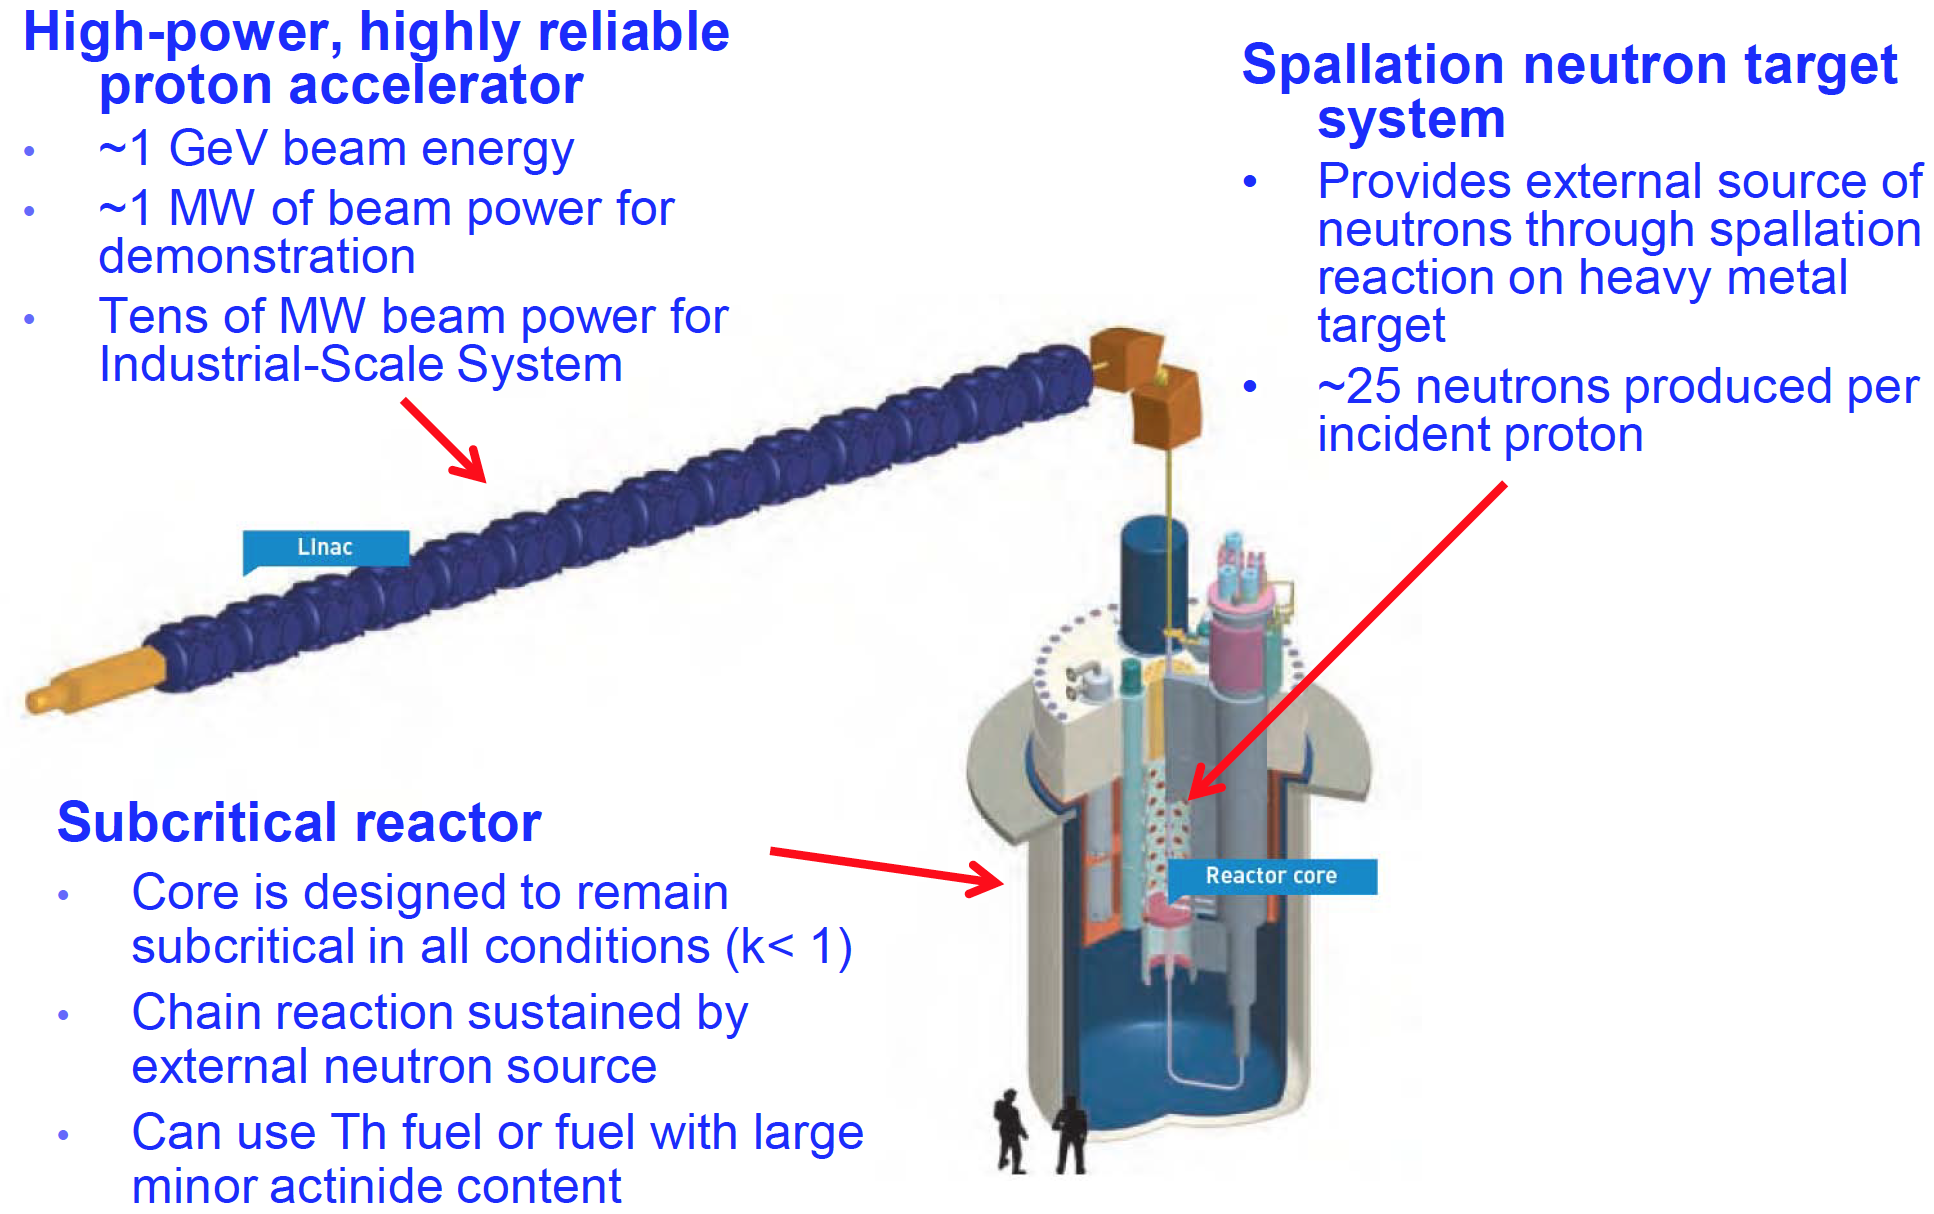 High-power, highly reliable
proton accelerator
• ~1 GeV beam energy
• ~1 MW of beam power for
demonstration
• Tens of MW beam power for
Industrial-Scale System
Spallation neutron target
system
• Provides external source of
neutrons through spallation
reaction on heavy metal
target
• ~25 neutrons produced per
incident proton
Linac
Reactor core
Subcritical reactor
• Core is designed to remain
subcritical in all conditions (k< 1)
• Chain reaction sustained by
external neutron source
• Can use Th fuel or fuel with large
minor actinide content